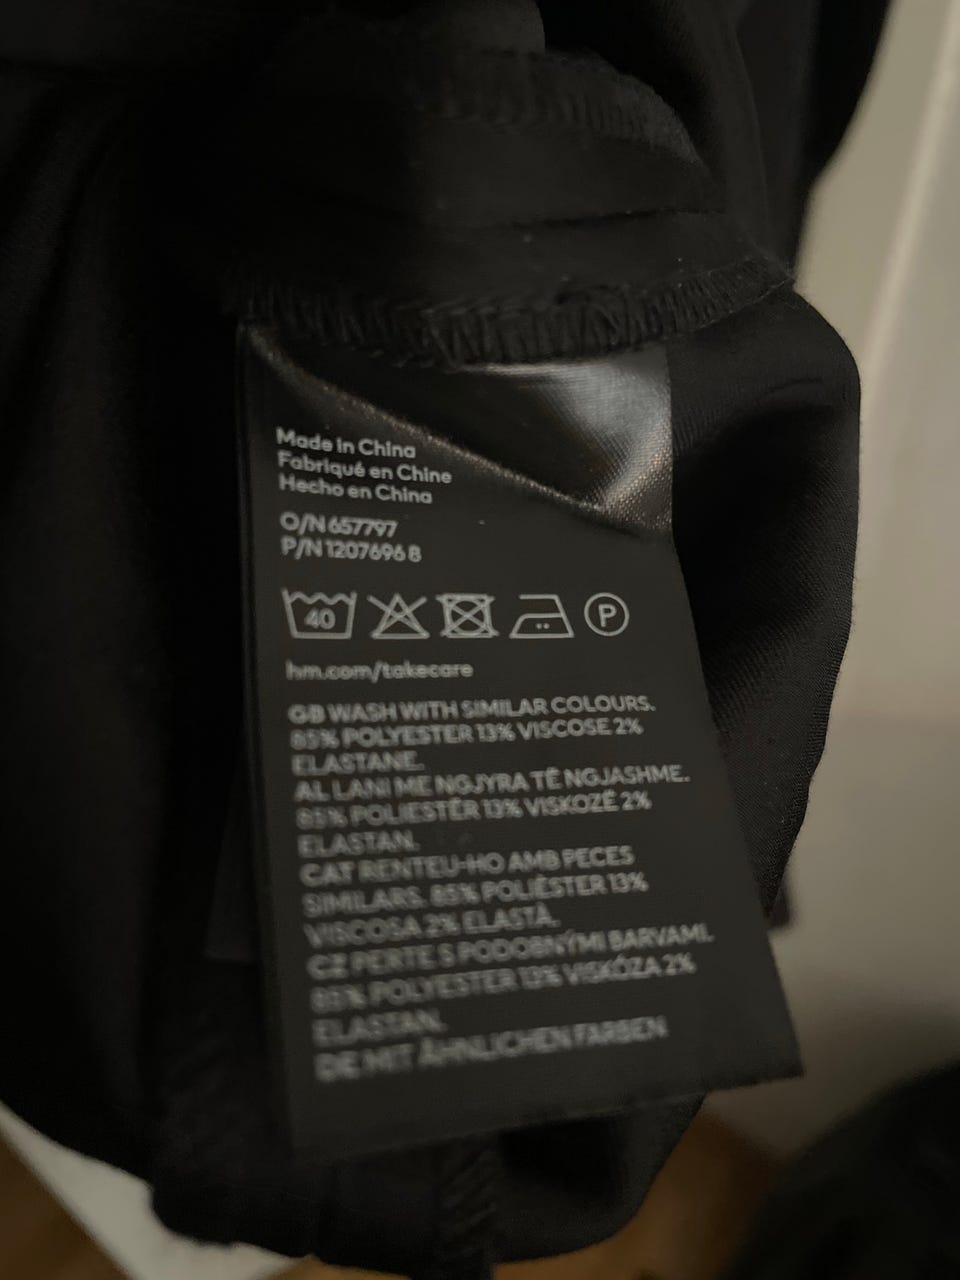 Made in China
Fabriqué en Chine
Hecho en China
O/N 657797
P/N 12076968
40
P
hm.com/takecare
GB WASH WITH SIMILAR COLOURS.
85% POLYESTER 13% VISCOSE 2%
ELASTANE.
AL LANI ME NGJYRA TË NGJASHME.
85% POLIESTËR 13% VISKOZË 2%
ELASTAN.
CAT RENTEU-HO AMB PECES
SIMILARS. 85% POLIÈSTER 13%
VISCOSA 2% ELASTÀ.
CZ PERTE S PODOBNÝMI BARVAMI.
85% POLYESTER 13% VISKÓZA 2%
ELASTAN.
DE MIT ÄHNLICHEN FARBEN